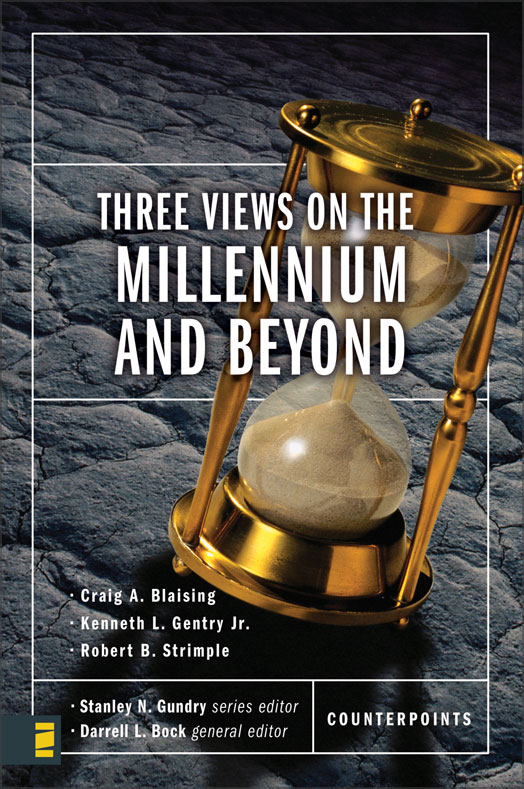 THREE VIEWS ON THE
MILLENNIUM
AND BEYOND
· Craig A. Blaising
· Kenneth L. Gentry Jr.
· Robert B. Strimple
· Stanley N. Gundry series editor
· Darrell L. Bock general editor
COUNTERPOINTS